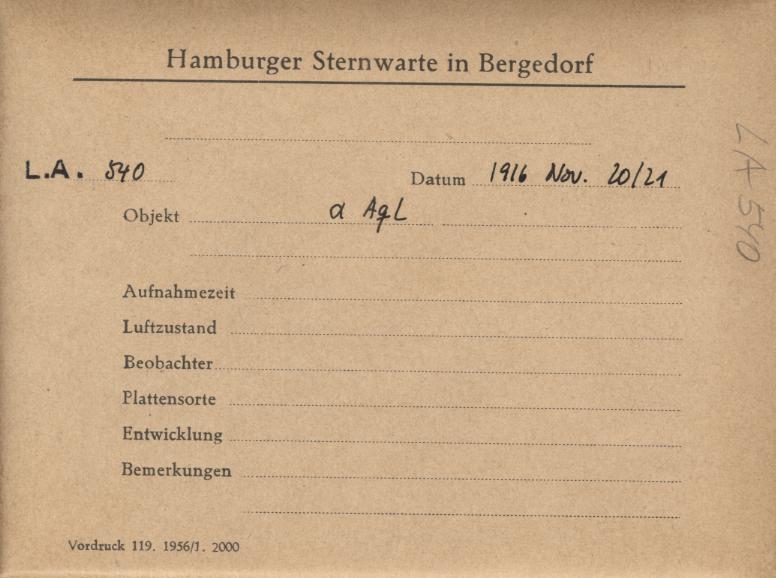 Hamburger Sternwarte in Bergedorf
L.A. 540 Datum 1916 Nov. 20/21
Objekt α AqL
Aufnahmezeit
Luftzustand
Beobachter
Plattensorte
Entwicklung
Bemerkungen
Vordruck 119. 1956/1. 2000
LA 540